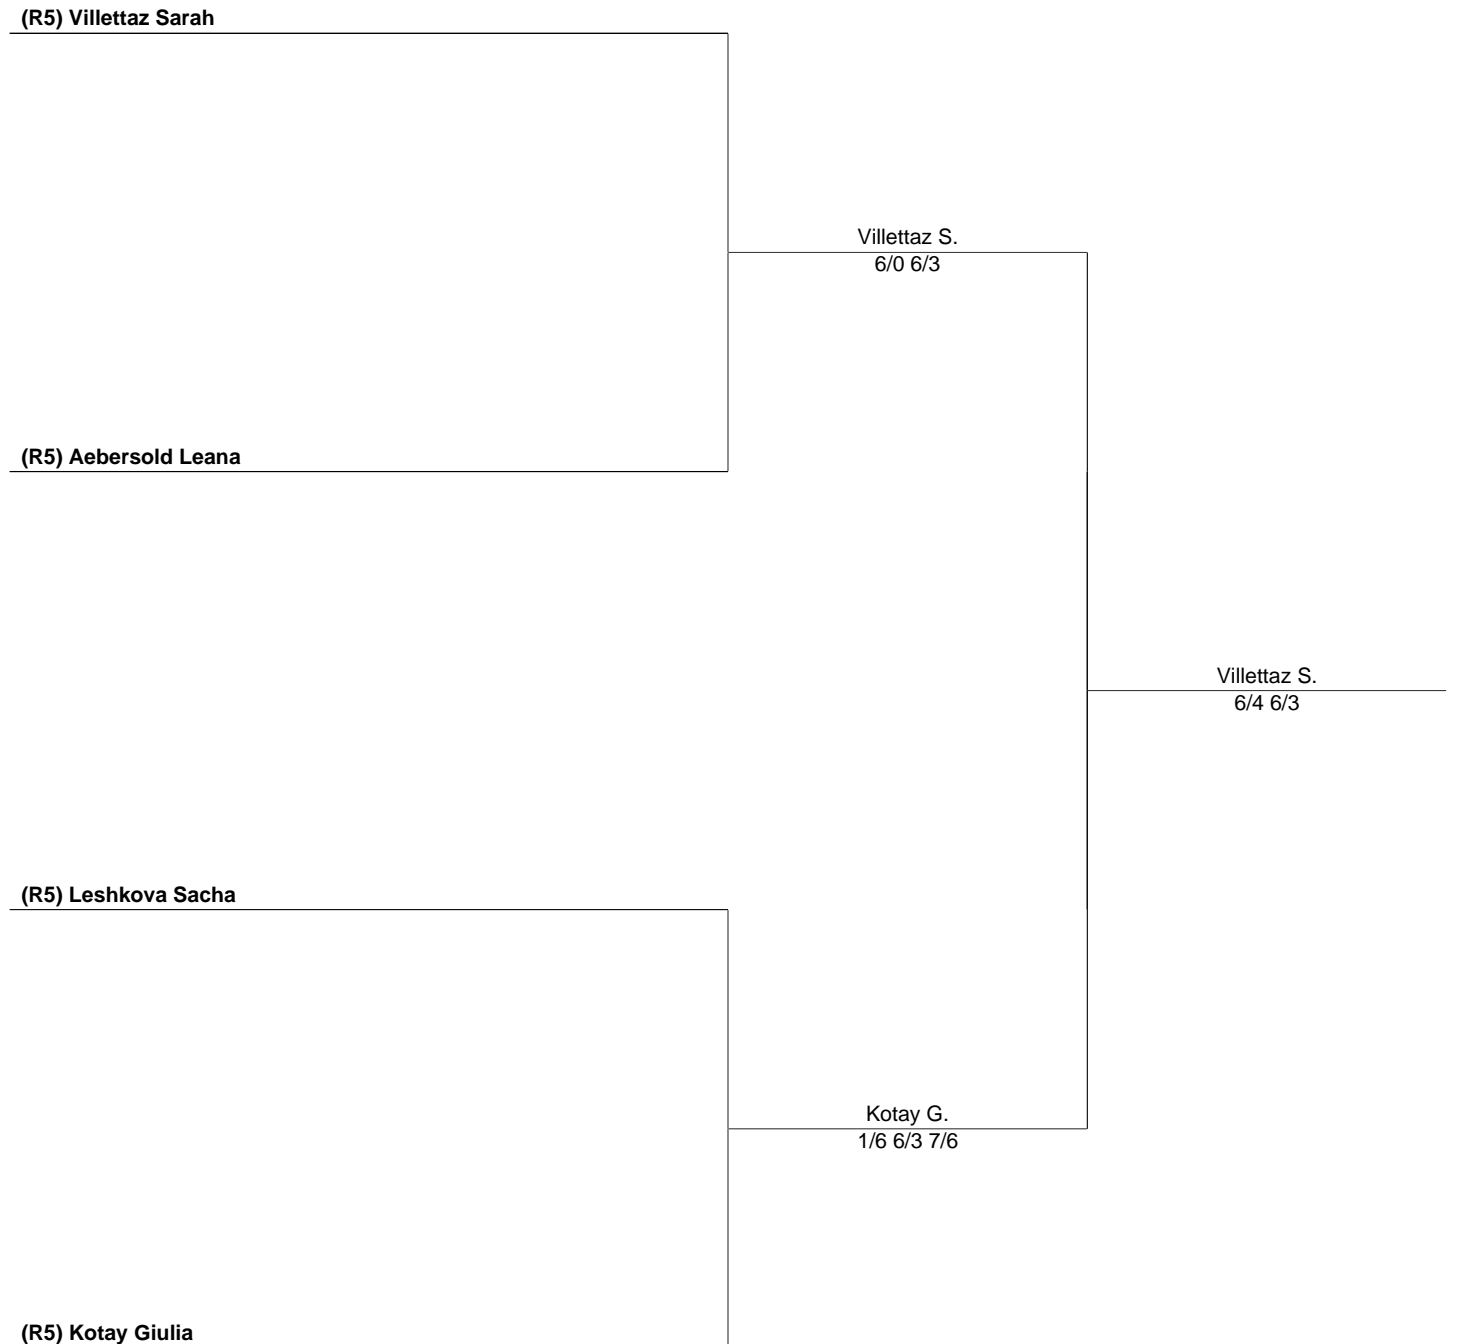 (R5) Villettaz Sarah
Villettaz S.
6/0 6/3
(R5) Aebersold Leana
Villettaz S.
6/4 6/3
(R5) Leshkova Sacha
Kotay G.
1/6 6/3 7/6
(R5) Kotay Giulia